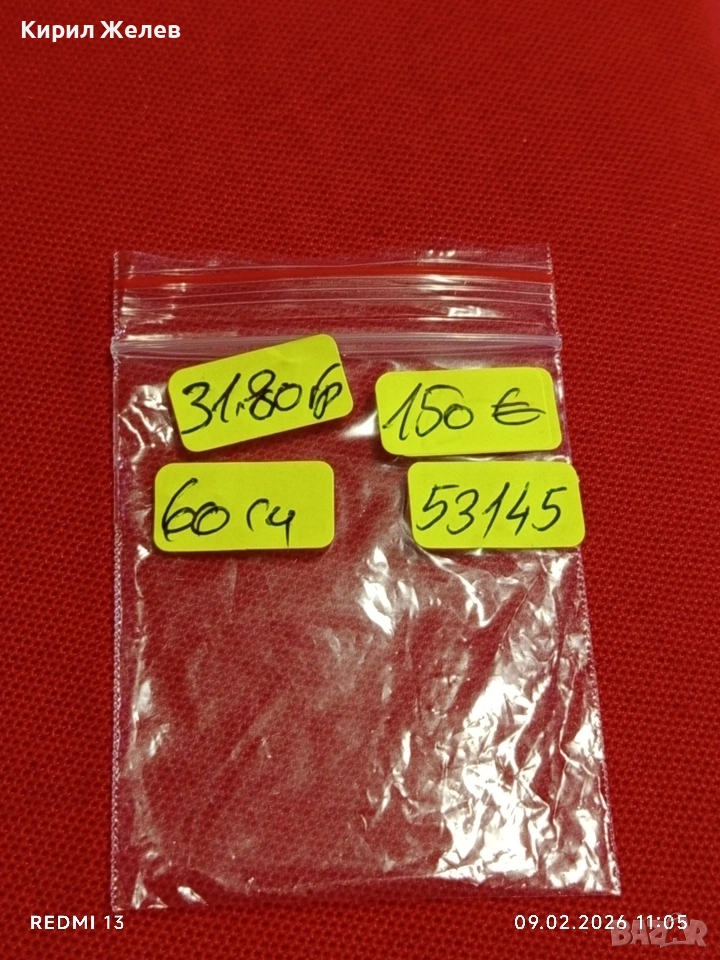 Кирил Желев
31.80 гр
150 €
60 см
53145
REDMI 13
09.02.2026 11:05